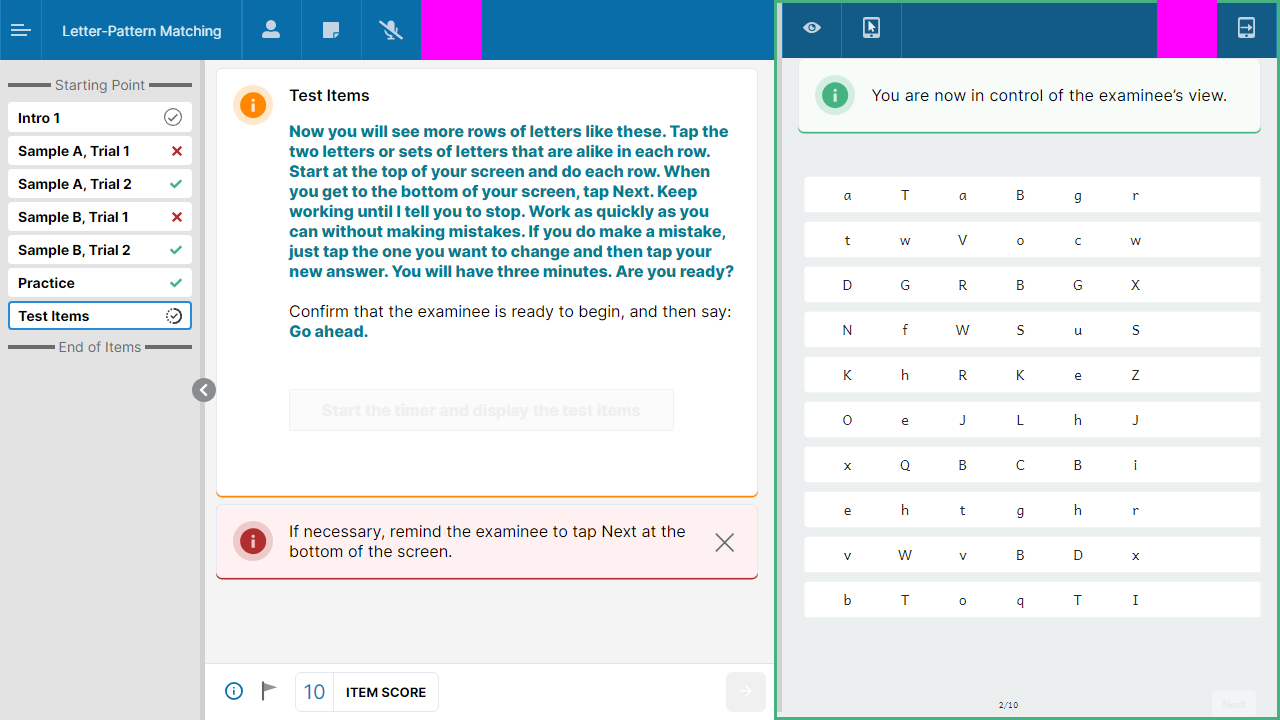 Letter-Pattern Matching
Starting Point
Intro 1
Sample A, Trial 1
Sample A, Trial 2
Sample B, Trial 1
Sample B, Trial 2
Practice
Test Items
End of Items
Test Items
Now you will see more rows of letters like these. Tap the
two letters or sets of letters that are alike in each row.
Start at the top of your screen and do each row. When
you get to the bottom of your screen, tap Next. Keep
working until I tell you to stop. Work as quickly as you
can without making mistakes. If you do make a mistake,
just tap the one you want to change and then tap your
new answer. You will have three minutes. Are you ready?
Confirm that the examinee is ready to begin, and then say:
Go ahead.
Start the timer and display the test items
If necessary, remind the examinee to tap Next at the
bottom of the screen.
10 ITEM SCORE
You are now in control of the examinee's view.
a T a B g r
t w V o c w
D G R B G X
N f W S u S
K h R K e Z
O e J L h J
x Q B C B i
e h t g h r
v W v B D x
b T o q T I
2/10
Next